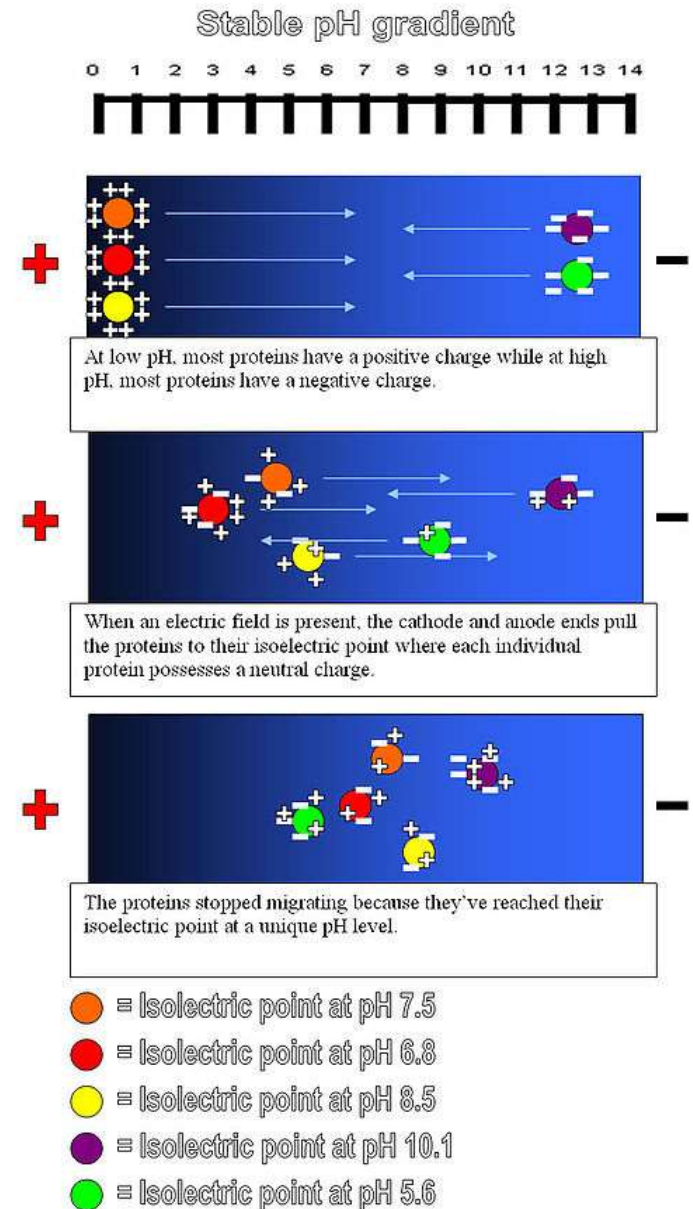 Stable pH gradient
0 1 2 3 4 5 6 7 8 9 10 11 12 13 14
At low pH, most proteins have a positive charge while at high
pH, most proteins have a negative charge.
When an electric field is present, the cathode and anode ends pull
the proteins to their isoelectric point where each individual
protein possesses a neutral charge.
The proteins stopped migrating because they've reached their
isoelectric point at a unique pH level.
= Isolectric point at pH 7.5
= Isolectric point at pH 6.8
= Isolectric point at pH 8.5
= Isolectric point at pH 10.1
= Isolectric point at pH 5.6